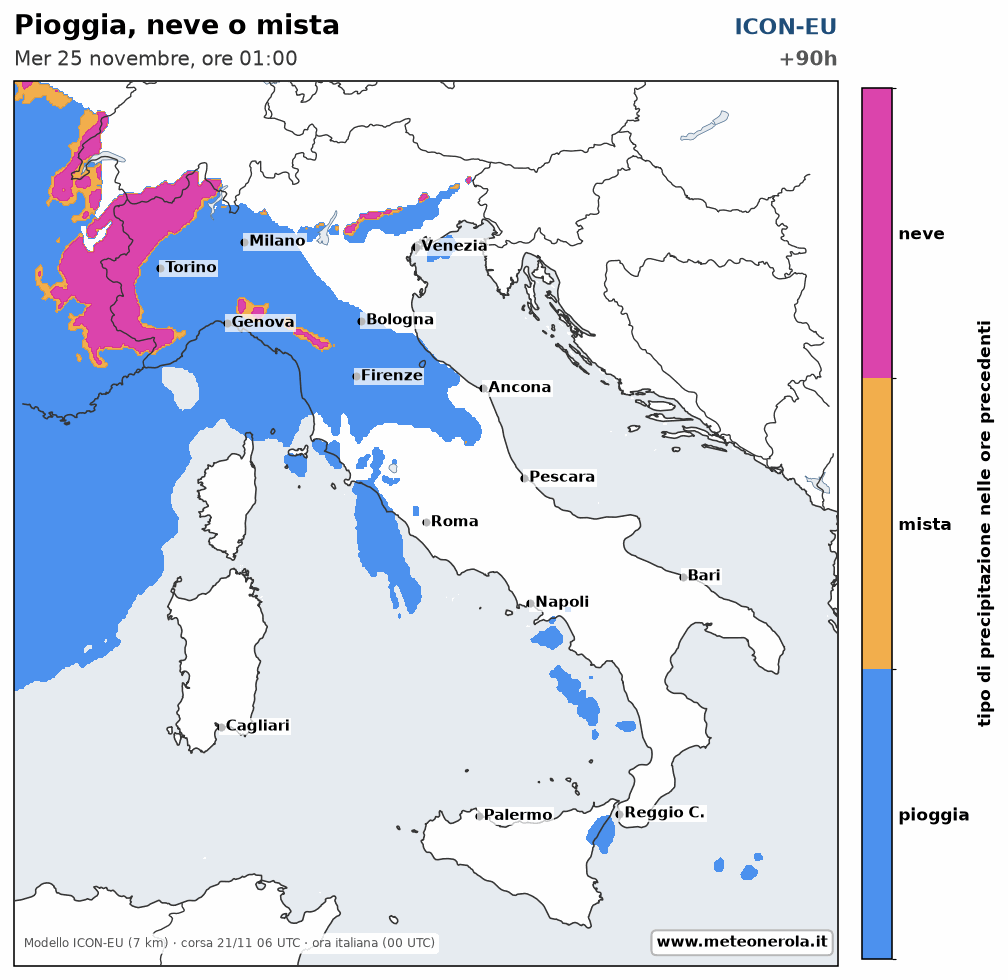 Pioggia, neve o mista
ICON-EU
Mer 25 novembre, ore 01:00
+90h
Milano
Venezia
Torino
Genova
Bologna
Firenze
Ancona
Pescara
Roma
Bari
Napoli
Cagliari
Palermo
Reggio C.
neve
mista
pioggia
tipo di precipitazione nelle ore precedenti
Modello ICON-EU (7 km) · corsa 21/11 06 UTC · ora italiana (00 UTC)
www.meteonerola.it